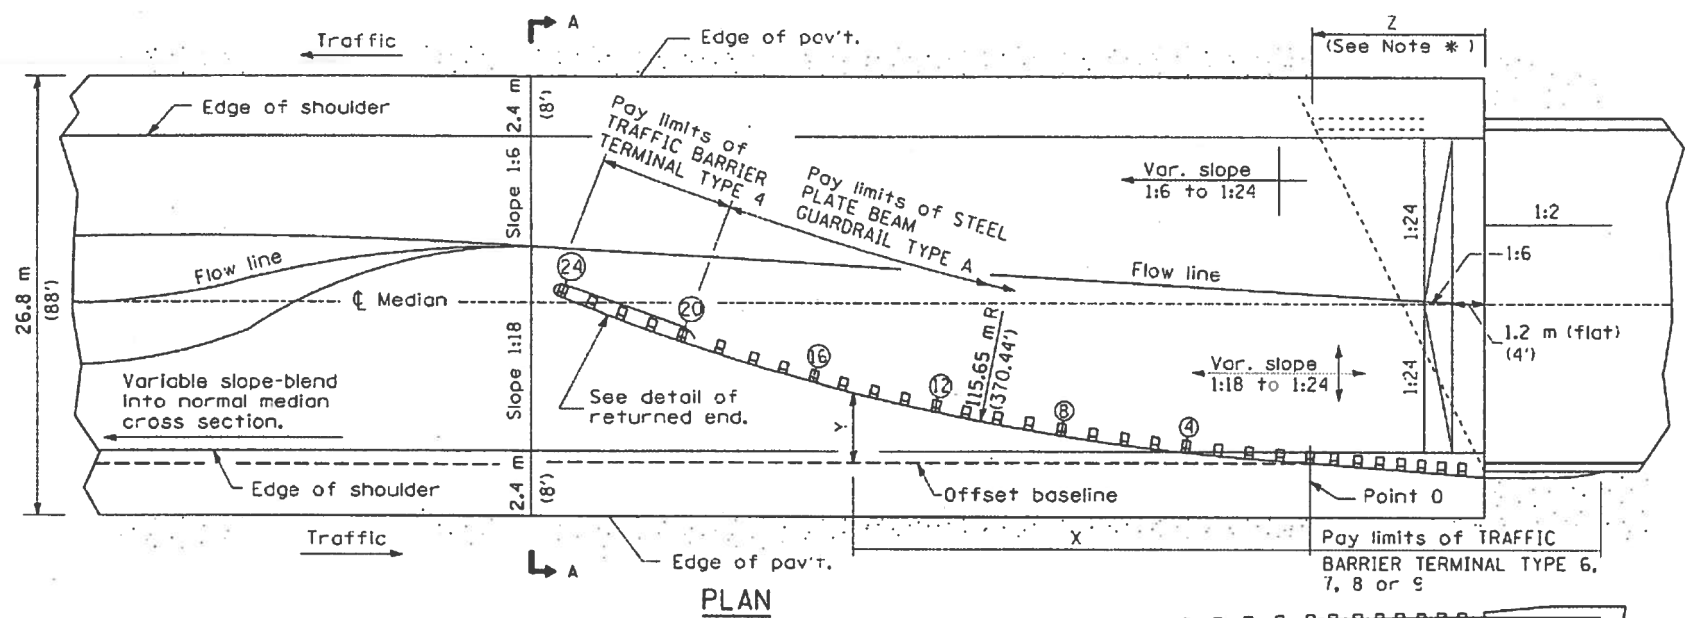 A
Z
(See Note * )
Traffic
Edge of pav't.
Edge of shoulder
2.4 m
(8')
Pay limits of
TRAFFIC BARRIER
TERMINAL TYPE 4
Pay limits of STEEL
PLATE BEAM
GUARDRAIL TYPE A
Var. slope
1:6 to 1:24
Slope 1:6
1:24
1:2
1:6
Flow line
Flow line
26.8 m
(88')
℄ Median
24
20
16
12
8
4
115.65 m R
(370.44')
1.2 m (flat)
(4')
Var. slope
1:18 to 1:24
1:24
Slope 1:18
Variable slope-blend
into normal median
cross section.
See detail of
returned end.
Y
2.4 m
(8')
Edge of shoulder
Offset baseline
Point O
Traffic
A
Edge of pav't.
X
Pay limits of TRAFFIC
BARRIER TERMINAL TYPE 6,
7, 8 or 9
PLAN